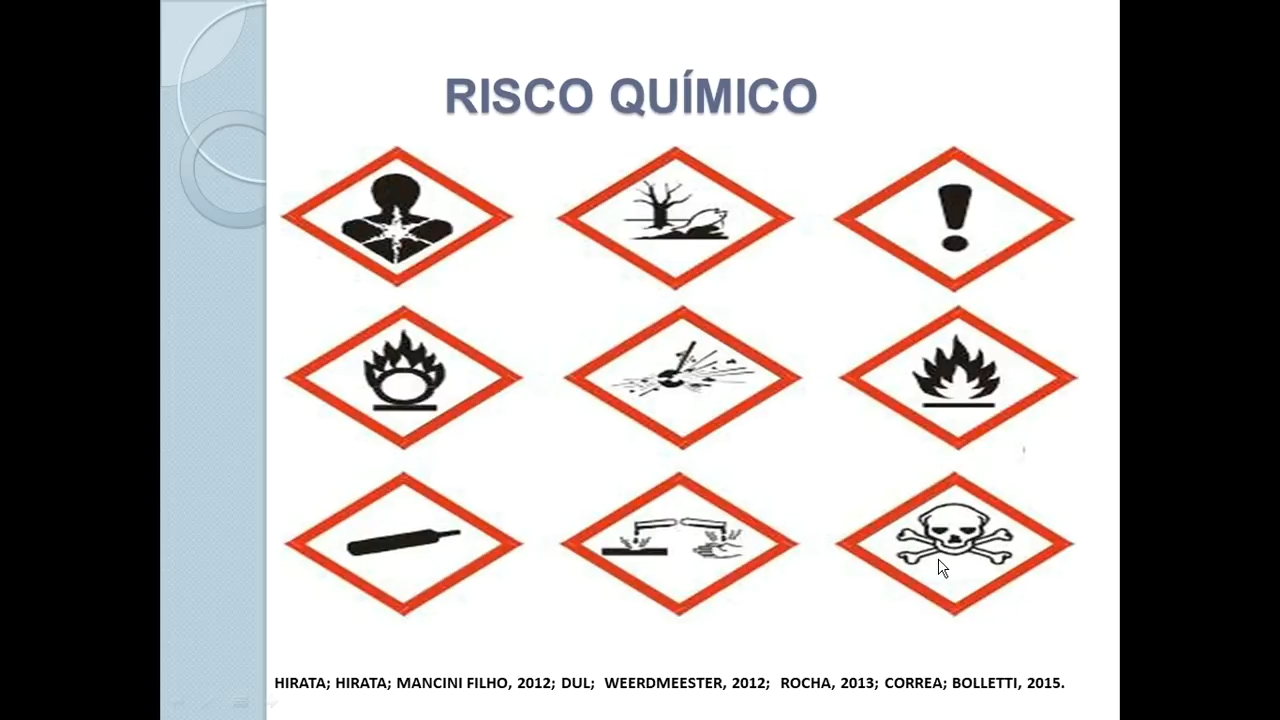 RISCO QUÍMICO
HIRATA; HIRATA; MANCINI FILHO, 2012; DUL; WEERDMEESTER, 2012; ROCHA, 2013; CORREA; BOLLETTI, 2015.